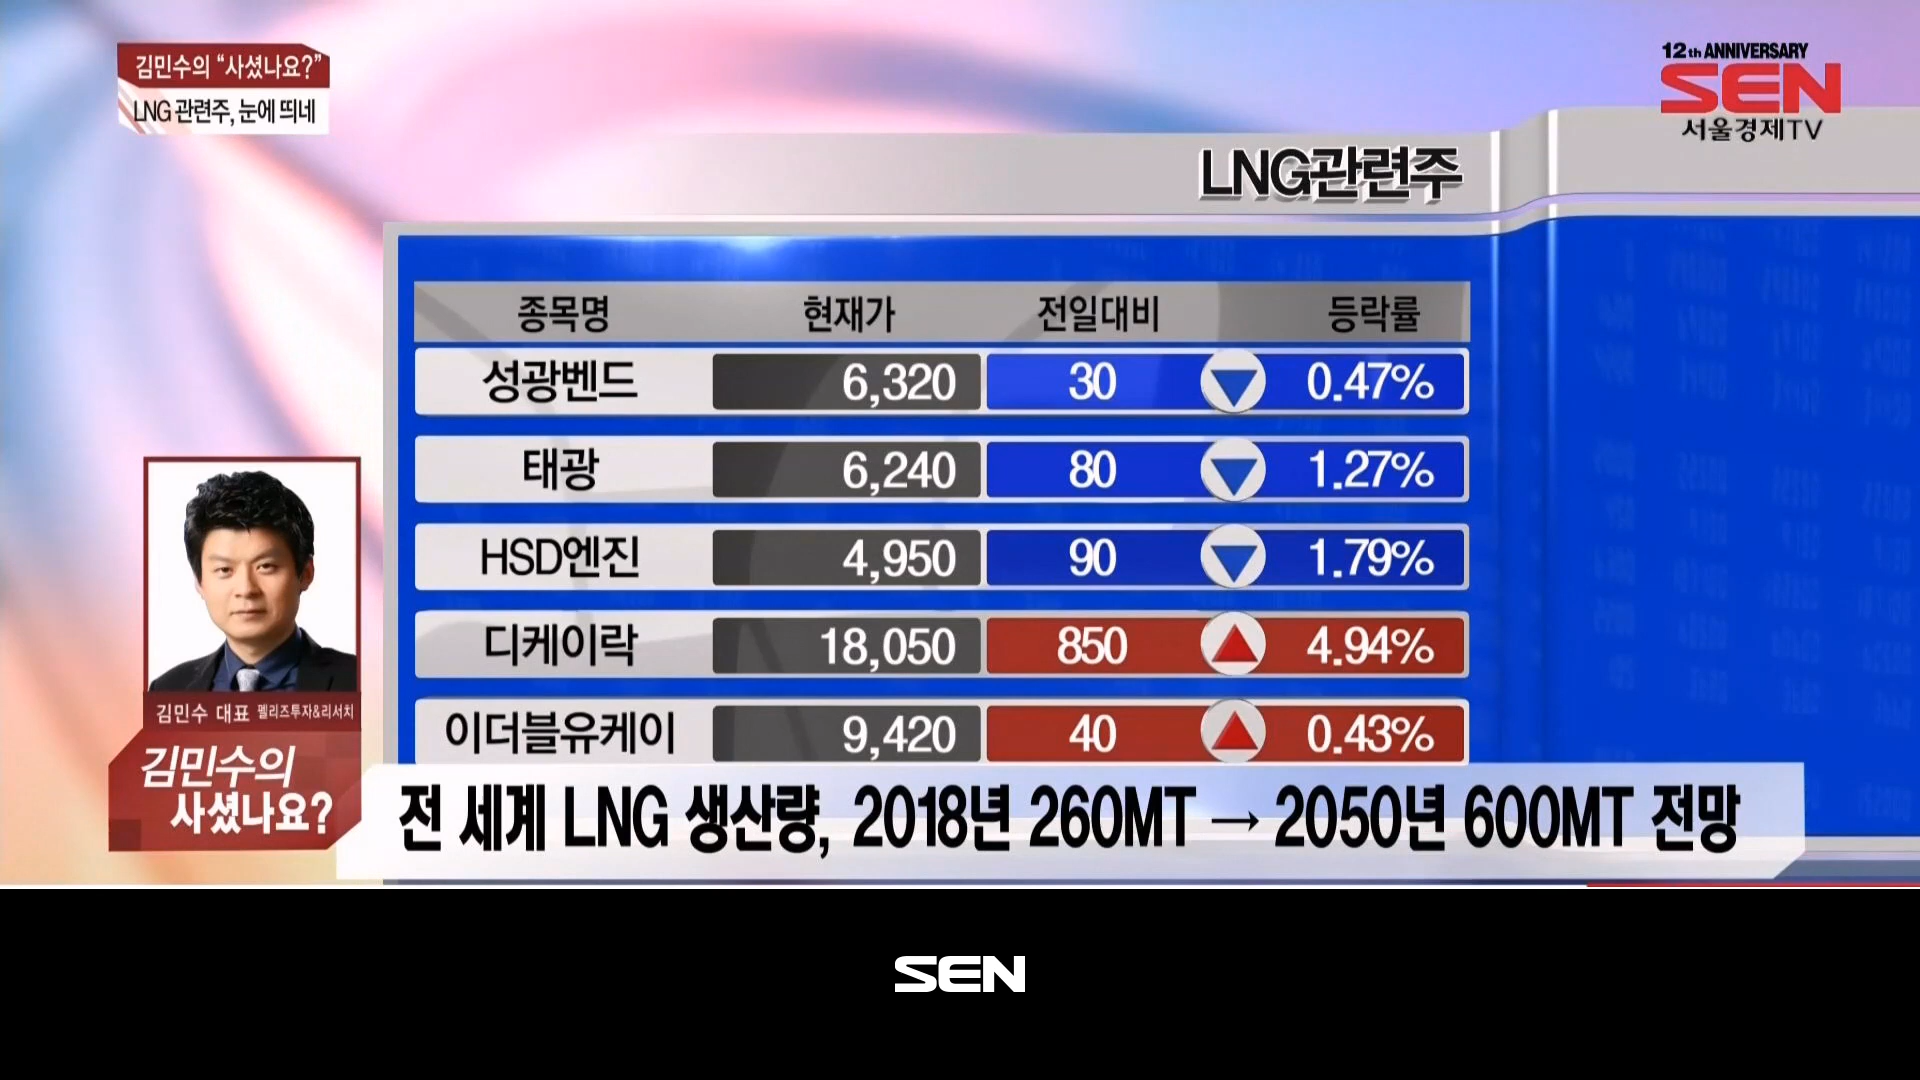 김민수의 “사셨나요?”
LNG 관련주, 눈에 띄네
12th ANNIVERSARY
SEN
서울경제TV
LNG관련주
종목명 현재가 전일대비 등락률
성광벤드 6,320 30 ▼ 0.47%
태광 6,240 80 ▼ 1.27%
HSD엔진 4,950 90 ▼ 1.79%
디케이락 18,050 850 ▲ 4.94%
이더블유케이 9,420 40 ▲ 0.43%
김민수 대표 펠리즈투자&리서치
김민수의
사셨나요?
전 세계 LNG 생산량, 2018년 260MT → 2050년 600MT 전망
SEN